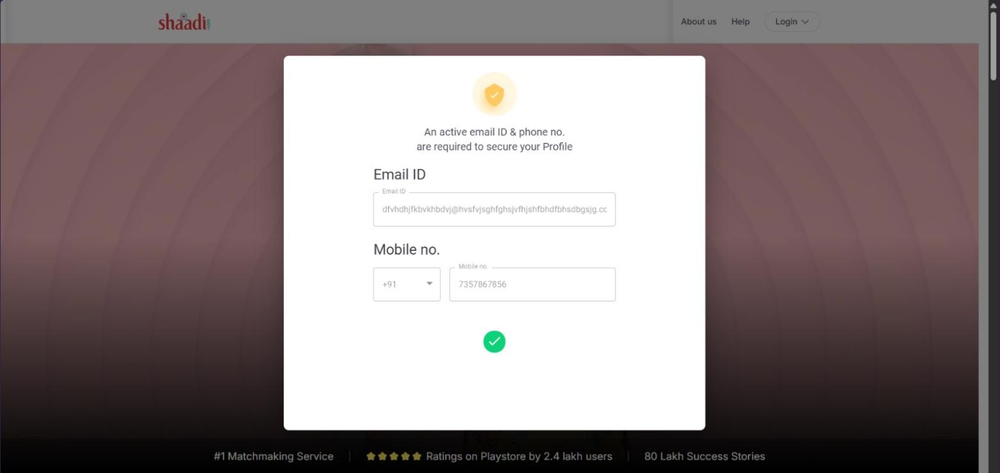 shaadi.com
About us
Help
Login
An active email ID & phone no.
are required to secure your Profile
Email ID
Email ID
dfvhdhjfkbvkhbdvj@hvsfvjsghfghsjvfhjshfbhdfbhsdbgsjg.cc
Mobile no.
Mobile no.
+91
7357867856
#1 Matchmaking Service
Ratings on Playstore by 2.4 lakh users
80 Lakh Success Stories